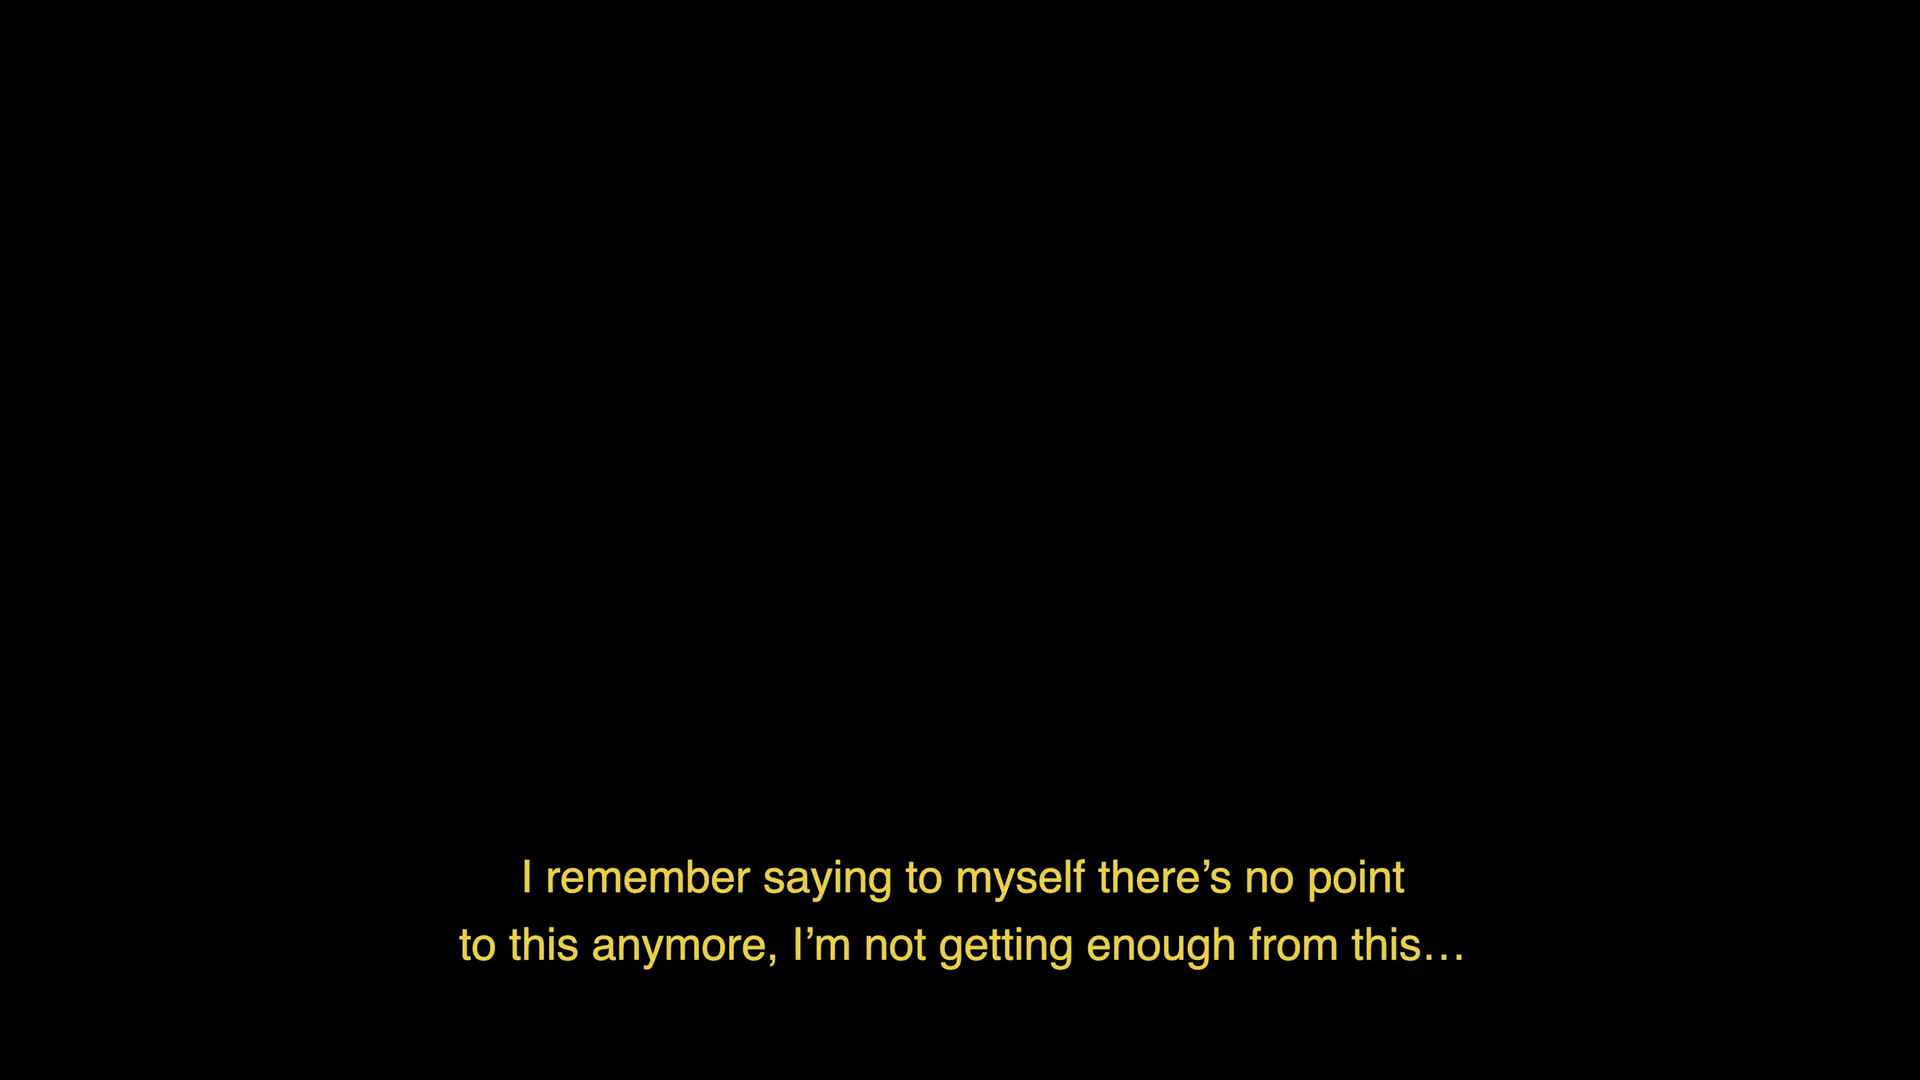 I remember saying to myself there’s no point
to this anymore, I’m not getting enough from this…